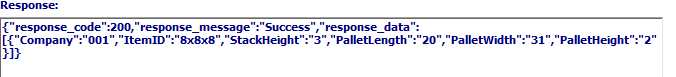 Response:
{"response_code":200,"response_message":"Success","response_data":
[{"Company":"001","ItemID":"8x8x8","StackHeight":"3","PalletLength":"20","PalletWidth":"31","PalletHeight":"2"
}]}